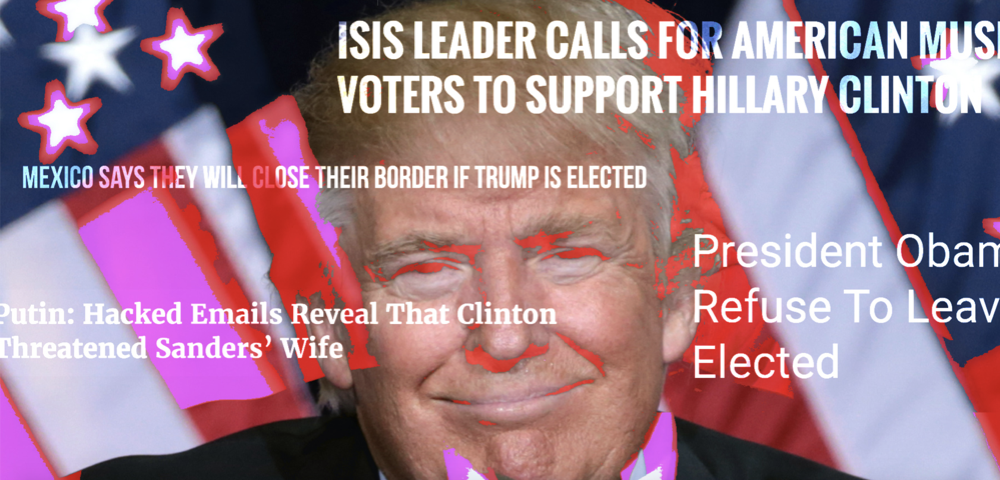 ISIS LEADER CALLS FOR AMERICAN MUS
VOTERS TO SUPPORT HILLARY CLINTON
MEXICO SAYS THEY WILL CLOSE THEIR BORDER IF TRUMP IS ELECTED
President Obam
Refuse To Leav
Elected
Putin: Hacked Emails Reveal That Clinton
Threatened Sanders’ Wife